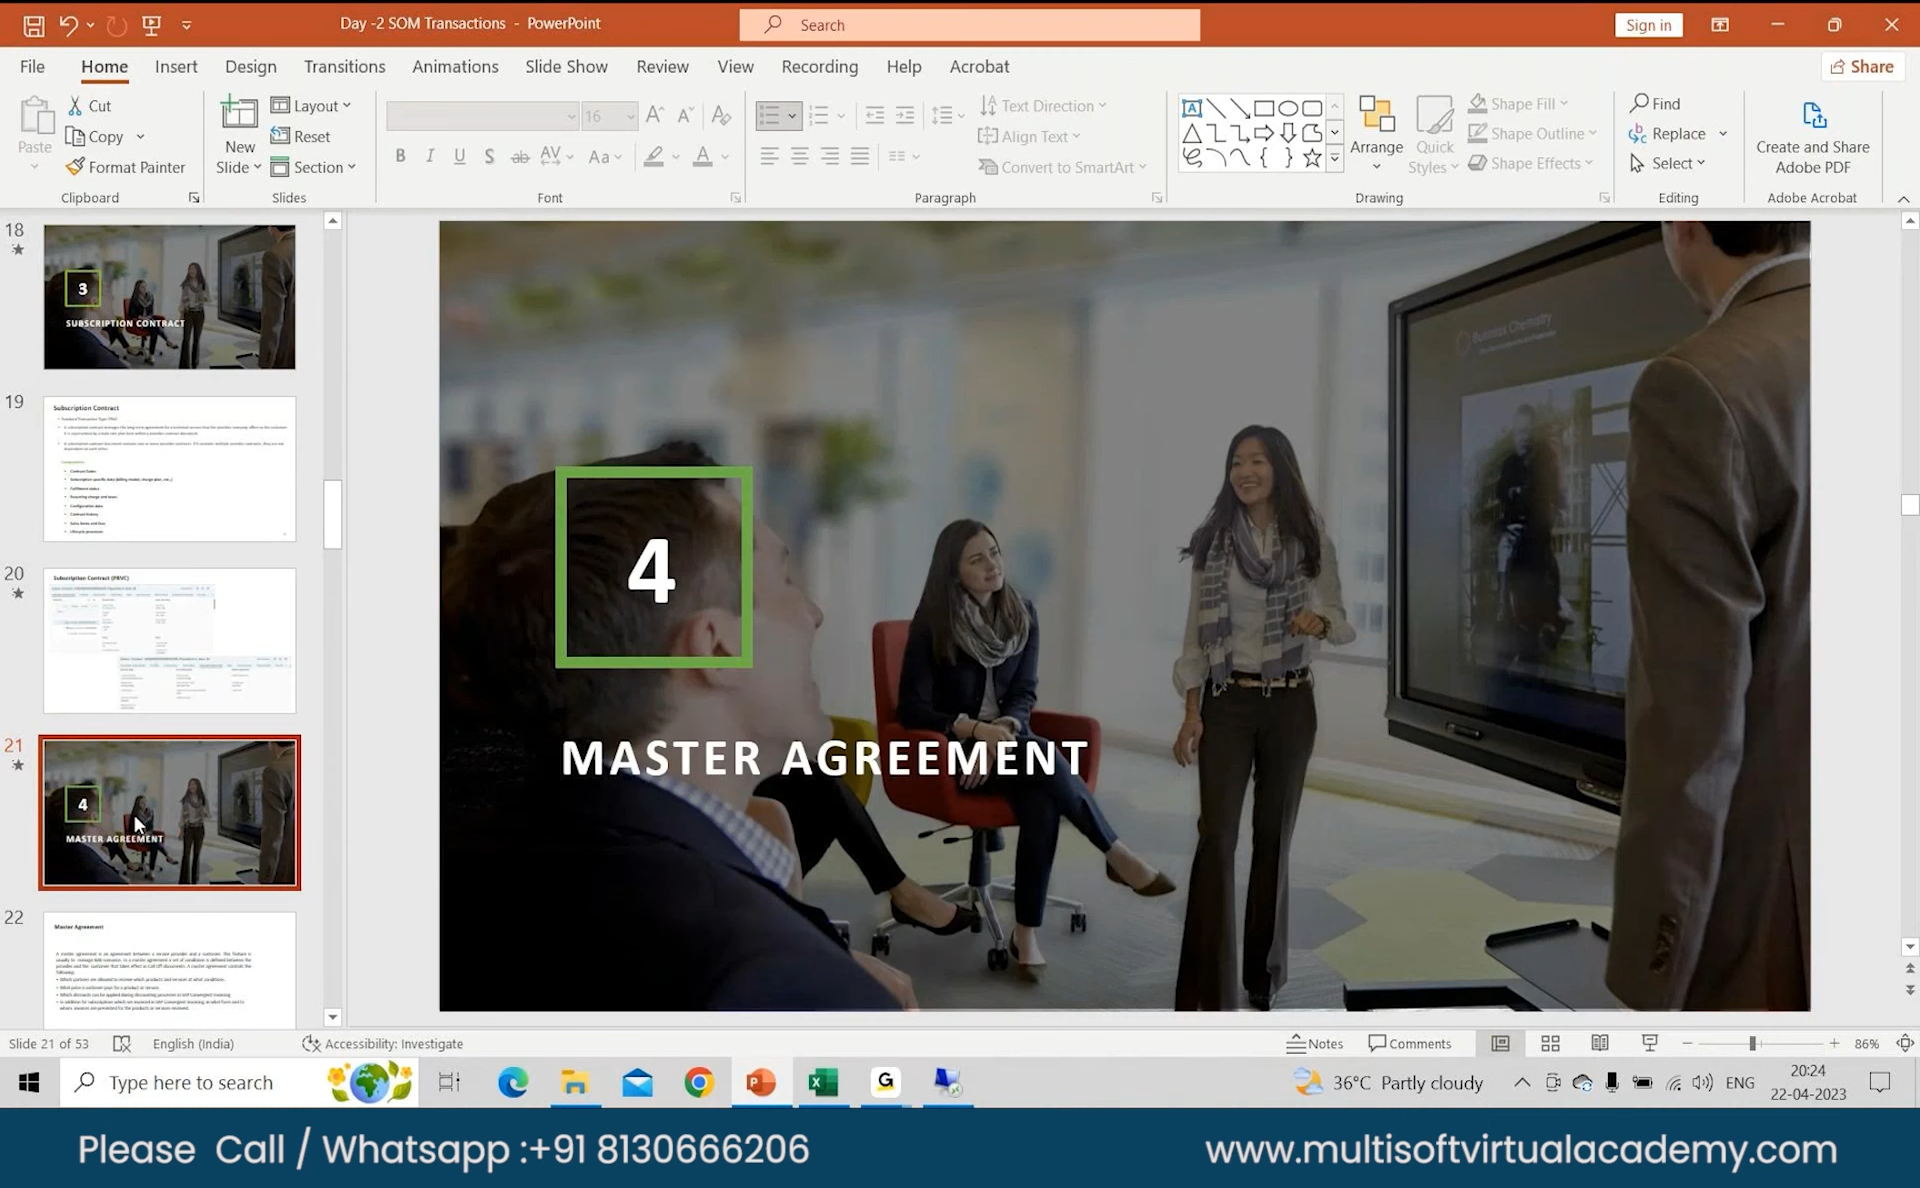 Day -2 SOM Transactions - PowerPoint
Search
Sign in
File Home Insert Design Transitions Animations Slide Show Review View Recording Help Acrobat
Share
Paste
Cut
Copy
Format Painter
Clipboard
New
Slide
Layout
Reset
Section
Slides
16
B I U S ab AV Aa A
Font
Text Direction
Align Text
Convert to SmartArt
Paragraph
Arrange
Quick
Styles
Shape Fill
Shape Outline
Shape Effects
Drawing
Find
Replace
Select
Editing
Create and Share
Adobe PDF
Adobe Acrobat
18
3
SUBSCRIPTION CONTRACT
19
Subscription Contract
20
Subscription Contract (PRVC)
21
4
MASTER AGREEMENT
22
Master Agreement
4
MASTER AGREEMENT
Business Chemistry
Slide 21 of 53
English (India)
Accessibility: Investigate
Notes
Comments
86%
Type here to search
36°C Partly cloudy
ENG
20:24
22-04-2023
Please Call / Whatsapp :+91 8130666206
www.multisoftvirtualacademy.com